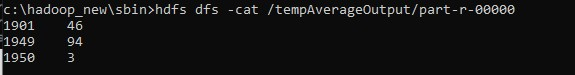 c:\hadoop_new\sbin>hdfs dfs -cat /tempAverageOutput/part-r-00000
1901	46
1949	94
1950	3